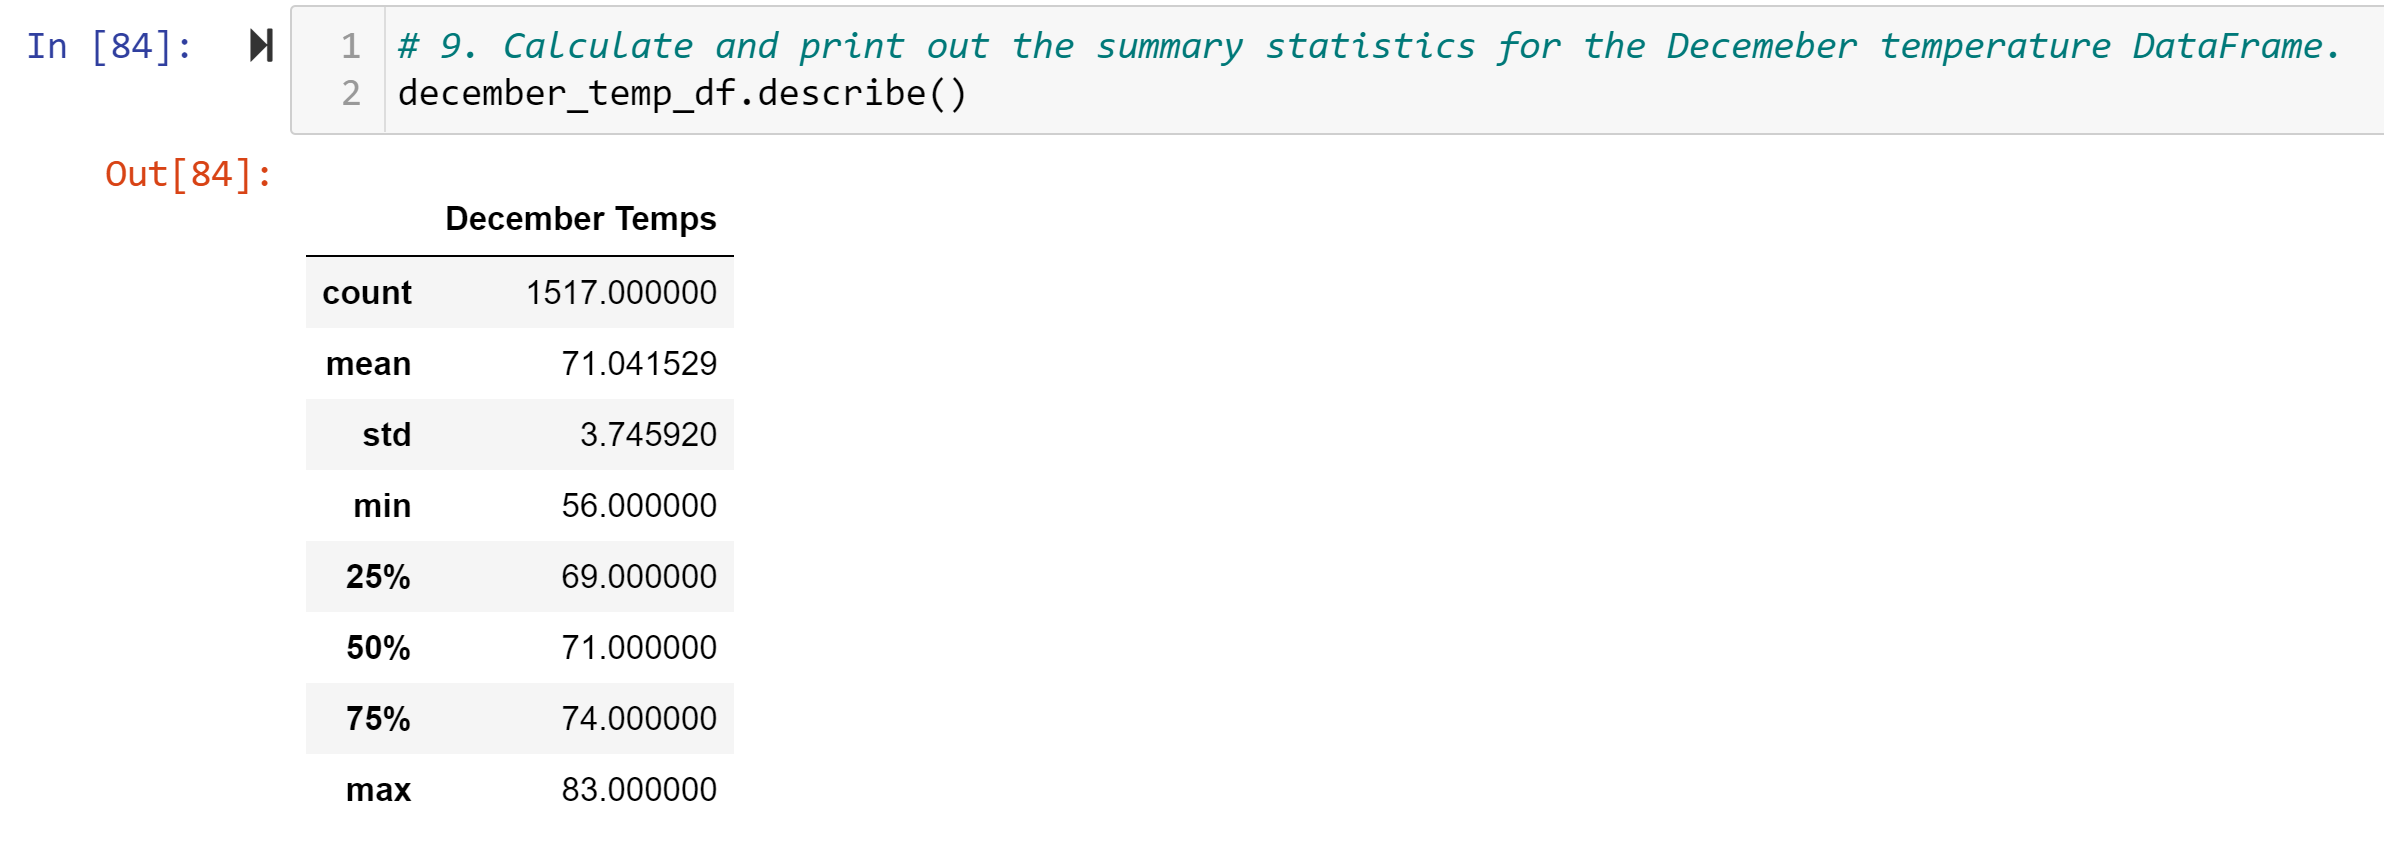 In [84]:
1 # 9. Calculate and print out the summary statistics for the Decemeber temperature DataFrame.
2 december_temp_df.describe()
Out[84]:
December Temps
count 1517.000000
mean 71.041529
std 3.745920
min 56.000000
25% 69.000000
50% 71.000000
75% 74.000000
max 83.000000